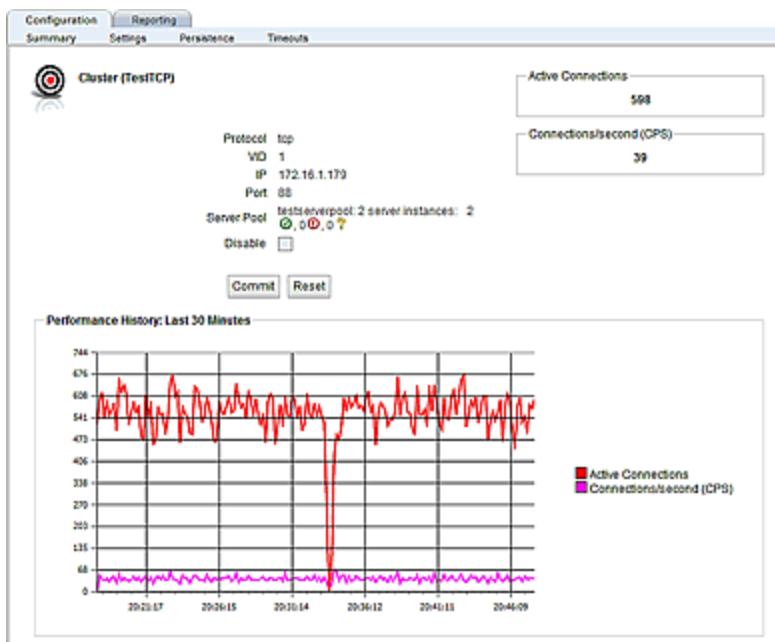 Configuration Reporting
Summary Settings Persistence Timeouts
Cluster (TestTCP)
Active Connections
598
Connections/second (CPS)
39
Protocol tcp
VID 1
IP 172.16.1.179
Port 88
Server Pool testserverpool: 2 server instances: 2
, 0 , 0 ?
Disable
Commit Reset
Performance History: Last 30 Minutes
744
676
608
541
473
406
338
270
203
135
68
0
Active Connections
Connections/second (CPS)
20:21:17 20:26:15 20:31:14 20:36:12 20:41:11 20:46:09